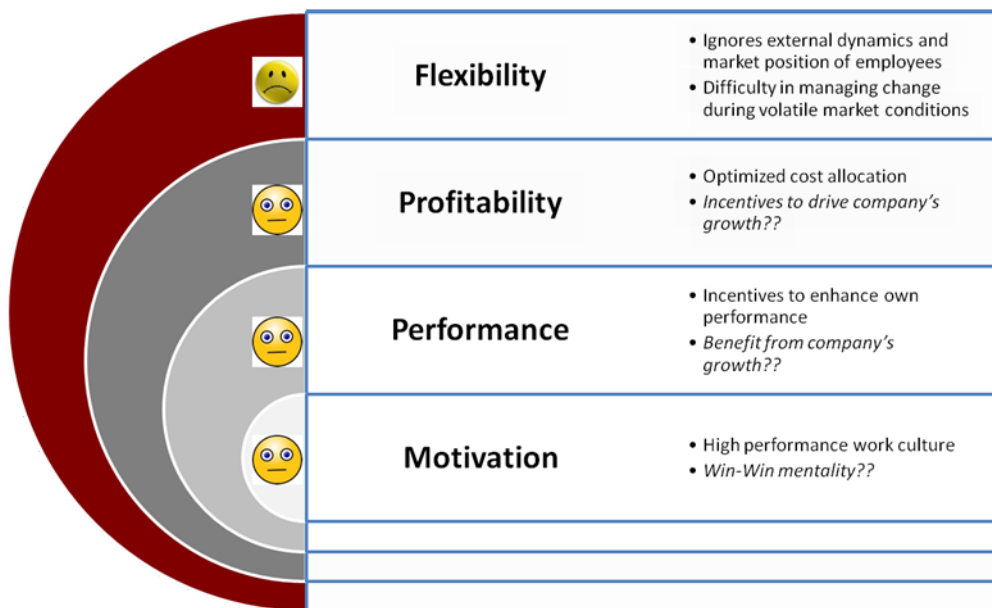 Flexibility
• Ignores external dynamics and
market position of employees
• Difficulty in managing change
during volatile market conditions
Profitability
• Optimized cost allocation
• Incentives to drive company's
growth??
Performance
• Incentives to enhance own
performance
• Benefit from company's
growth??
Motivation
• High performance work culture
• Win-Win mentality??